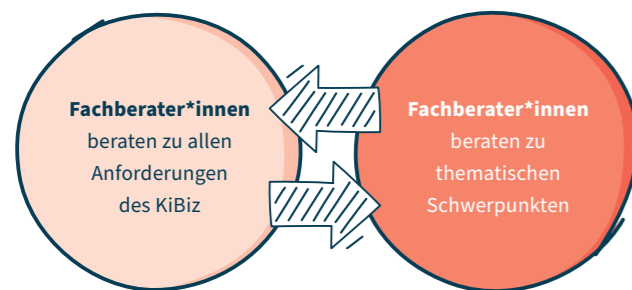 Fachberater*innen
beraten zu allen
Anforderungen
des KiBiz
Fachberater*innen
beraten zu
thematischen
Schwerpunkten